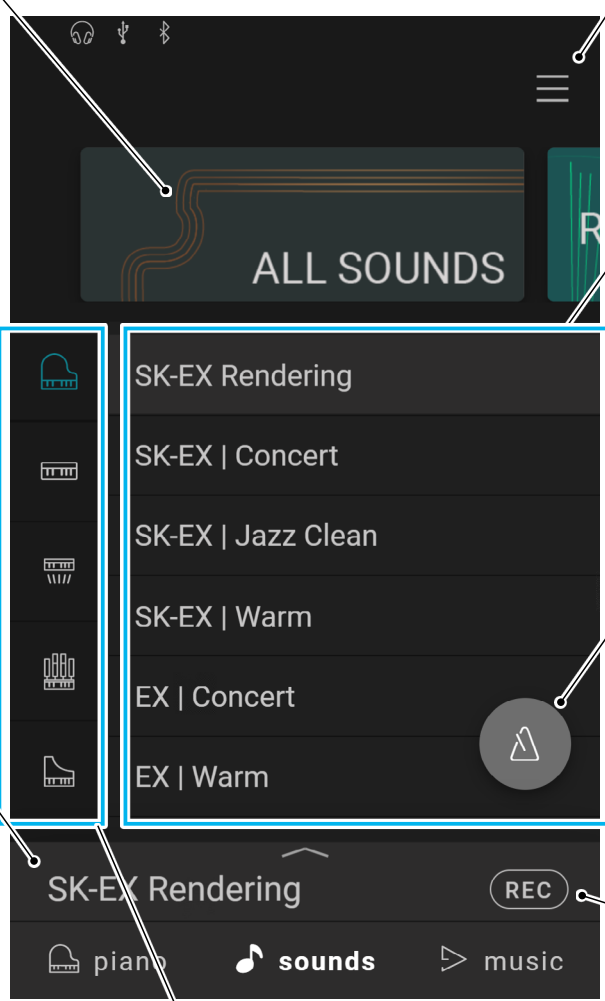 ALL SOUNDS
R
SK-EX Rendering
SK-EX | Concert
SK-EX | Jazz Clean
SK-EX | Warm
EX | Concert
EX | Warm
SK-EX Rendering
REC
piano
sounds
music